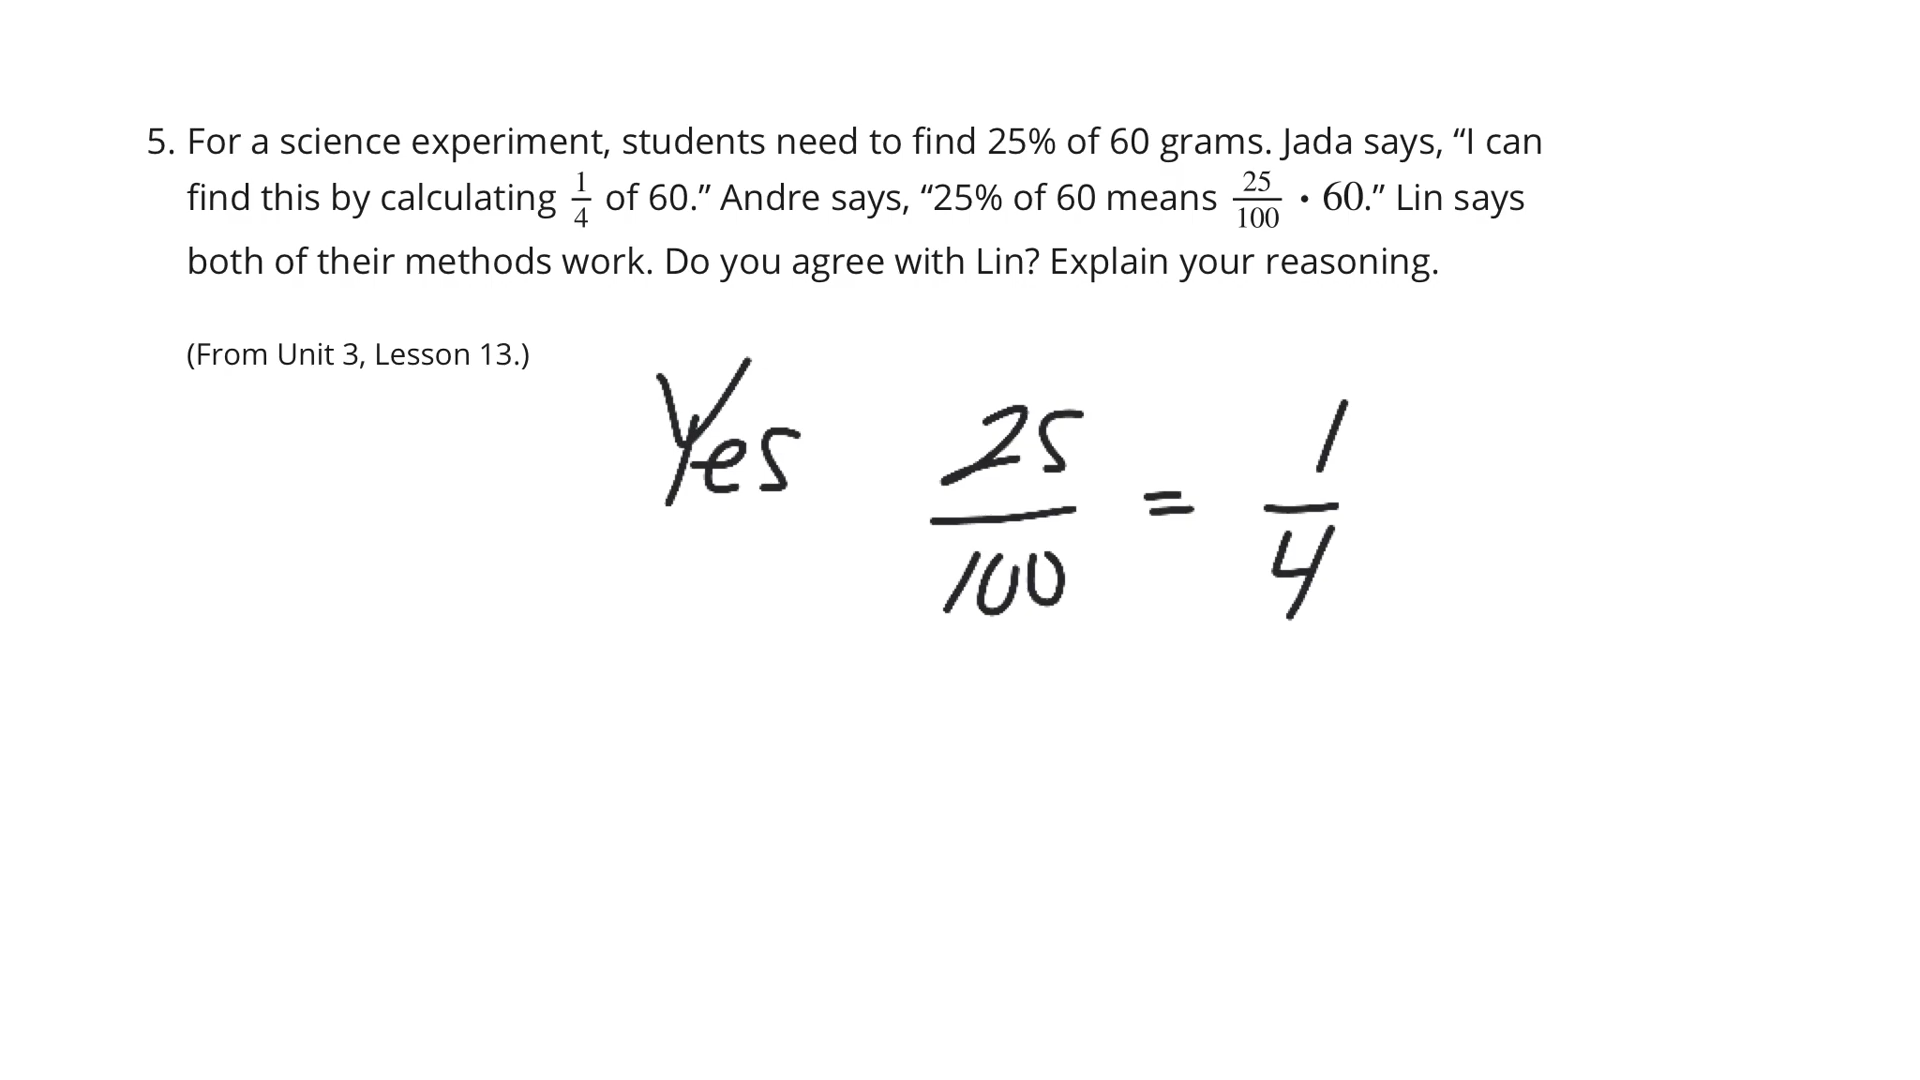 5. For a science experiment, students need to find 25% of 60 grams. Jada says, “I can
find this by calculating 1/4 of 60.” Andre says, “25% of 60 means 25/100 · 60.” Lin says
both of their methods work. Do you agree with Lin? Explain your reasoning.
(From Unit 3, Lesson 13.)
Yes 25/100 = 1/4